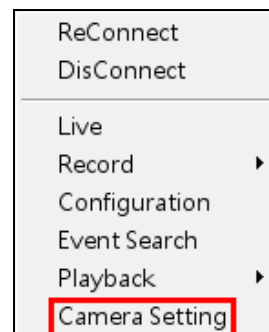 ReConnect
DisConnect
Live
Record
Configuration
Event Search
Playback
Camera Setting